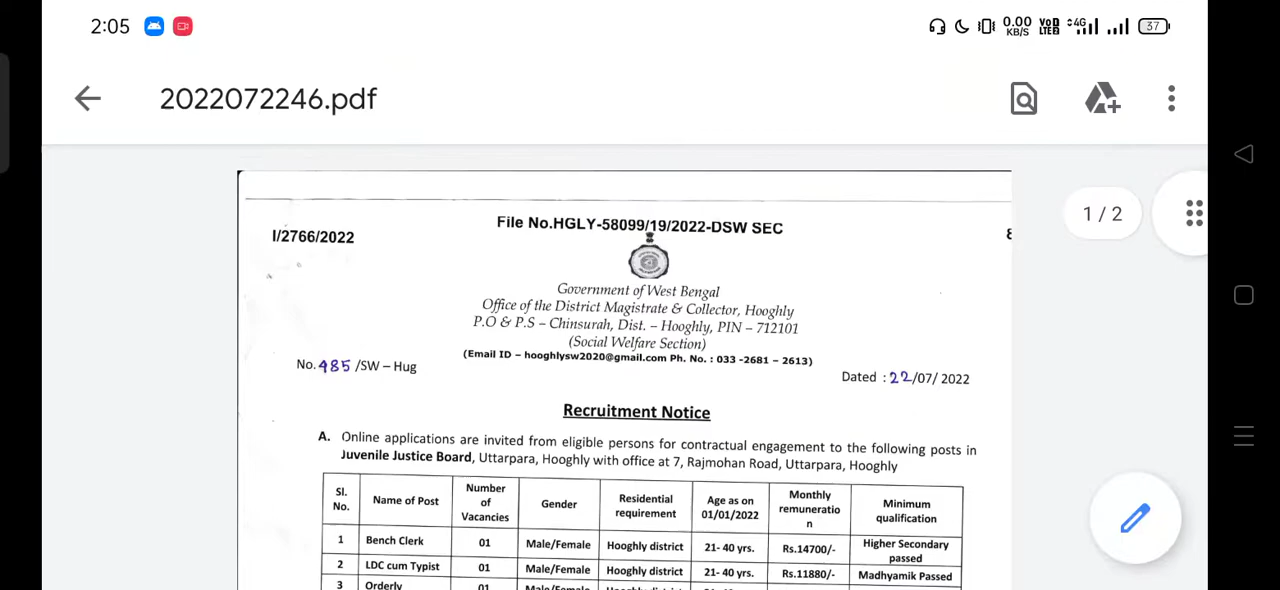 2:05
0.00
KB/S
VoD
LTE2
4G
37
2022072246.pdf
1 / 2
File No.HGLY-58099/19/2022-DSW SEC
I/2766/2022
Government of West Bengal
Office of the District Magistrate & Collector, Hooghly
P.O & P.S – Chinsurah, Dist. – Hooghly, PIN – 712101
(Social Welfare Section)
(Email ID – hooghlysw2020@gmail.com Ph. No. : 033 -2681 – 2613)
No. 485 /SW – Hug
Dated : 22/07/ 2022
Recruitment Notice
A. Online applications are invited from eligible persons for contractual engagement to the following posts in
Juvenile Justice Board, Uttarpara, Hooghly with office at 7, Rajmohan Road, Uttarpara, Hooghly
Sl. No. Name of Post Number of Vacancies Gender Residential requirement Age as on 01/01/2022 Monthly remuneratio n Minimum qualification
1 Bench Clerk 01 Male/Female Hooghly district 21- 40 yrs. Rs.14700/- Higher Secondary passed
2 LDC cum Typist 01 Male/Female Hooghly district 21- 40 yrs. Rs.11880/- Madhyamik Passed
3 Orderly 01 Male/Female